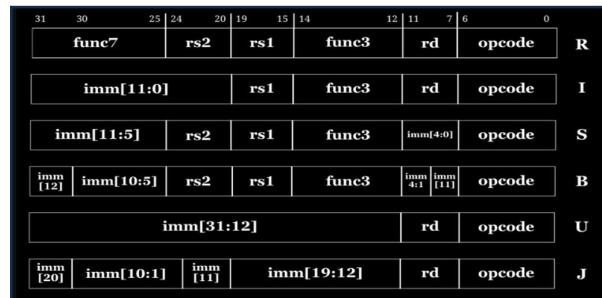 31 30 25 24 20 19 15 14 12 11 7 6 0
func7 rs2 rs1 func3 rd opcode R
imm[11:0] rs1 func3 rd opcode I
imm[11:5] rs2 rs1 func3 imm[4:0] opcode S
imm [12] imm[10:5] rs2 rs1 func3 imm 4:1 imm [11] opcode B
imm[31:12] rd opcode U
imm [20] imm[10:1] imm [11] imm[19:12] rd opcode J